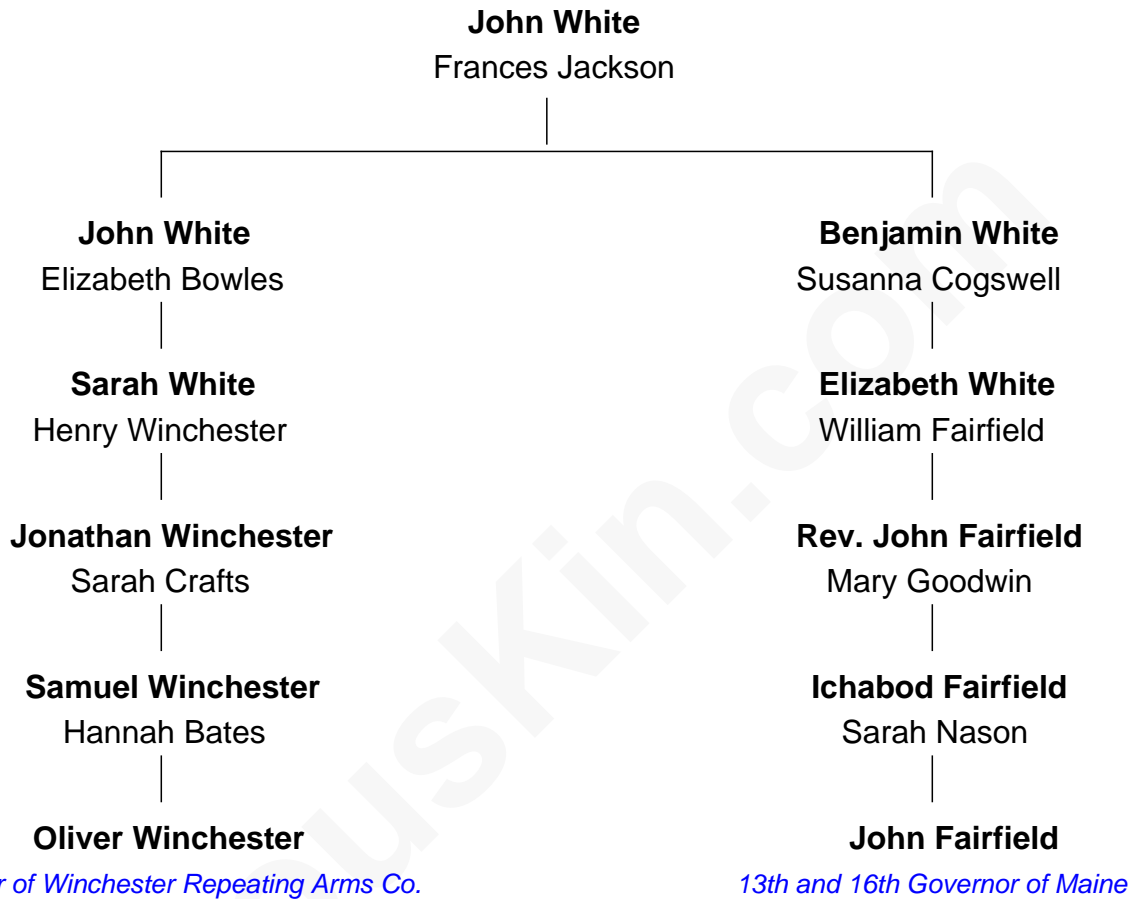 John White
Frances Jackson
John White
Elizabeth Bowles
Benjamin White
Susanna Cogswell
Sarah White
Henry Winchester
Elizabeth White
William Fairfield
Jonathan Winchester
Sarah Crafts
Rev. John Fairfield
Mary Goodwin
Samuel Winchester
Hannah Bates
Ichabod Fairfield
Sarah Nason
Oliver Winchester
r of Winchester Repeating Arms Co.
John Fairfield
13th and 16th Governor of Maine
usKin.com